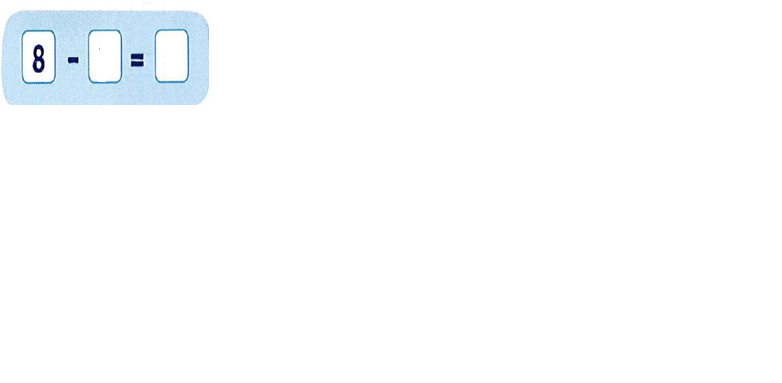 8 - =